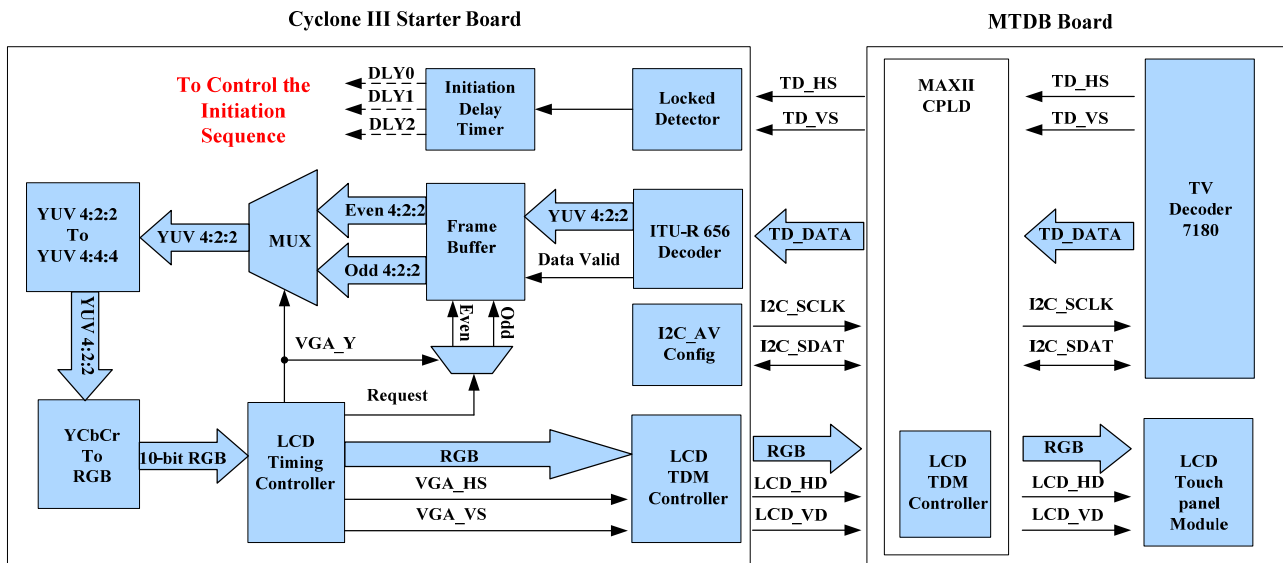 Cyclone III Starter Board
MTDB Board
To Control the
Initiation
Sequence
DLY0
DLY1
DLY2
Initiation
Delay
Timer
Locked
Detector
TD_HS
TD_VS
MAXII
CPLD
TD_HS
TD_VS
TV
Decoder
7180
YUV 4:2:2
To
YUV 4:4:4
YUV 4:2:2
MUX
Even 4:2:2
Odd 4:2:2
Frame
Buffer
YUV 4:2:2
Data Valid
ITU-R 656
Decoder
TD_DATA
TD_DATA
Even
Odd
VGA_Y
Request
I2C_AV
Config
I2C_SCLK
I2C_SDAT
I2C_SCLK
I2C_SDAT
YUV 4:2:2
YCbCr
To
RGB
10-bit RGB
LCD
Timing
Controller
RGB
VGA_HS
VGA_VS
LCD
TDM
Controller
RGB
LCD_HD
LCD_VD
LCD
TDM
Controller
RGB
LCD_HD
LCD_VD
LCD
Touch
panel
Module